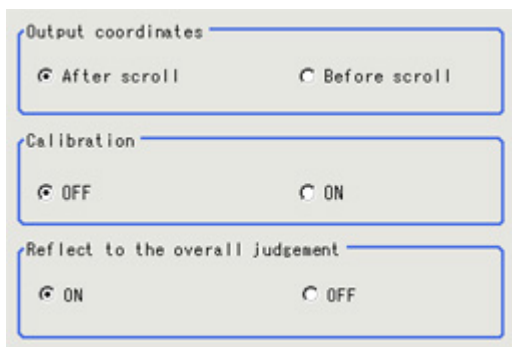 Output coordinates
After scroll Before scroll
Calibration
OFF ON
Reflect to the overall judgement
ON OFF